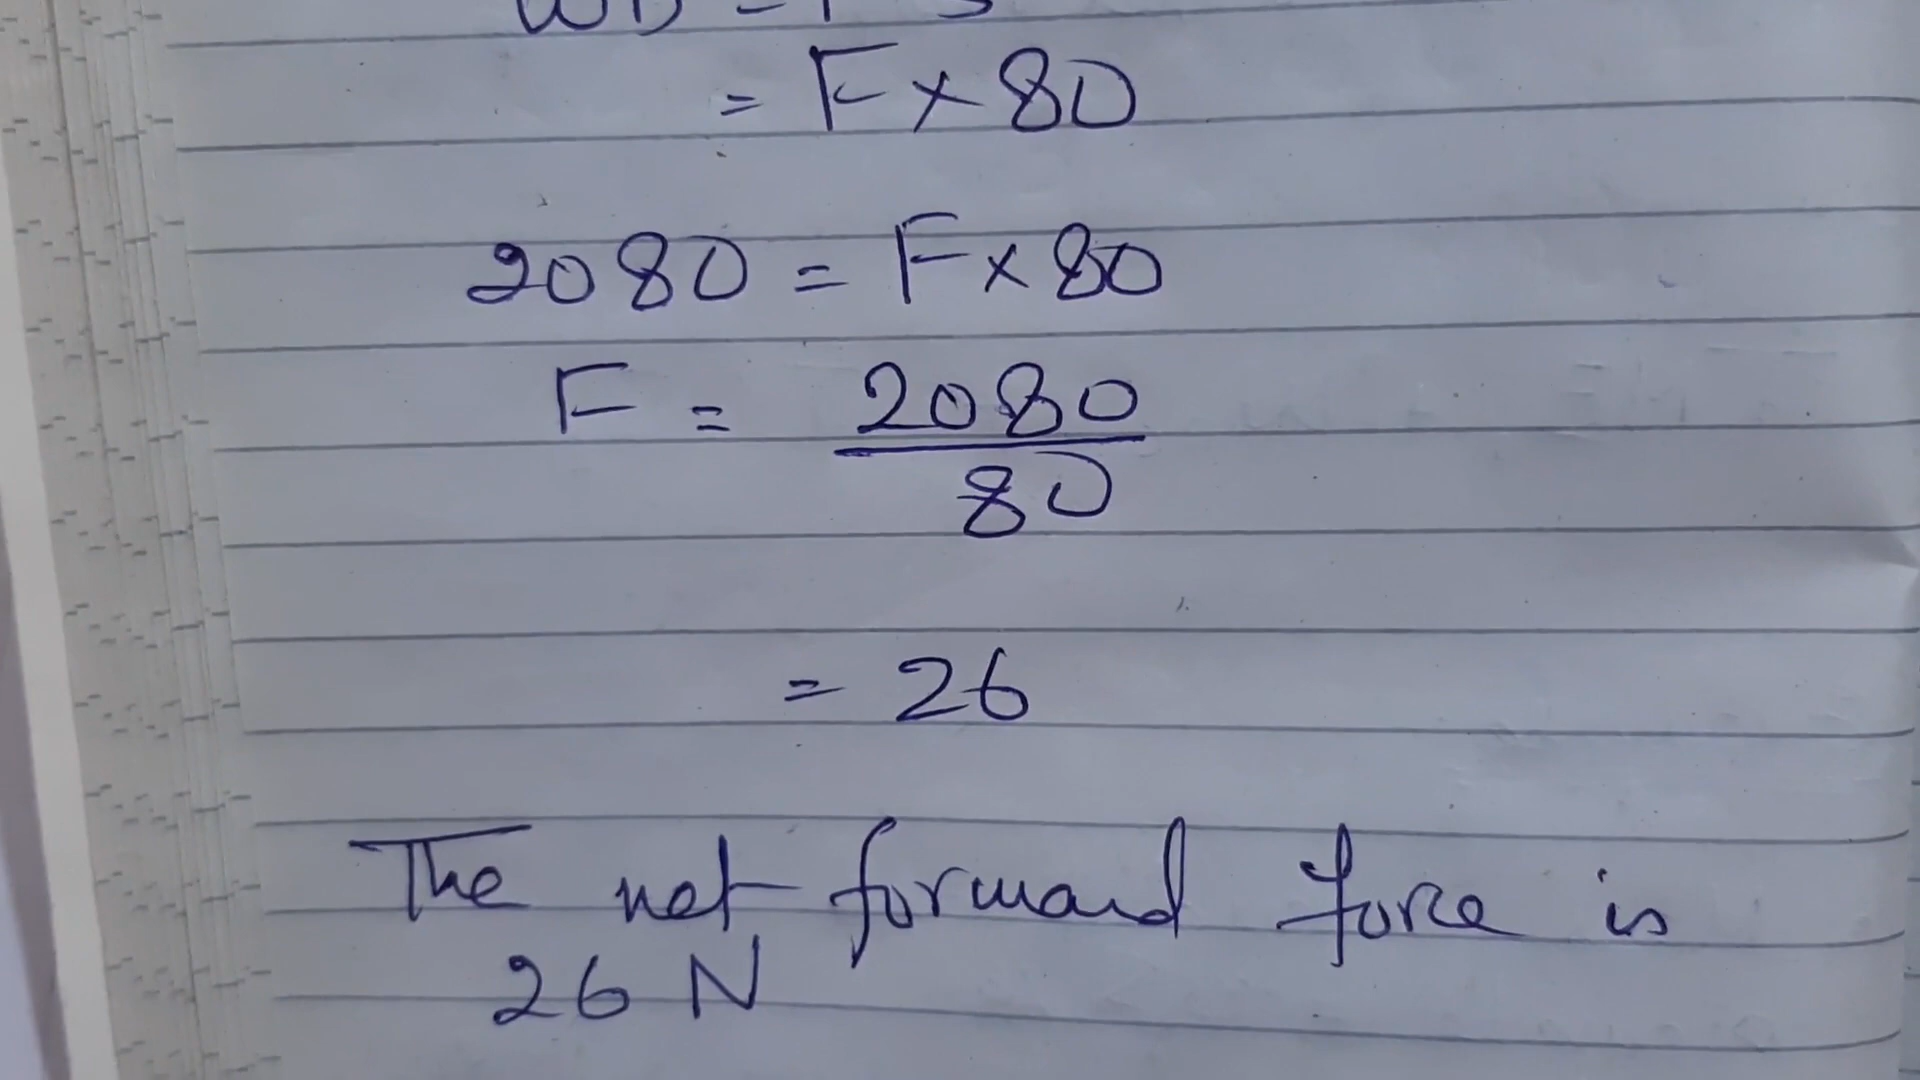 = F × 80
2080 = F × 80
F = 2080
80
= 26
The net forward force is
26 N